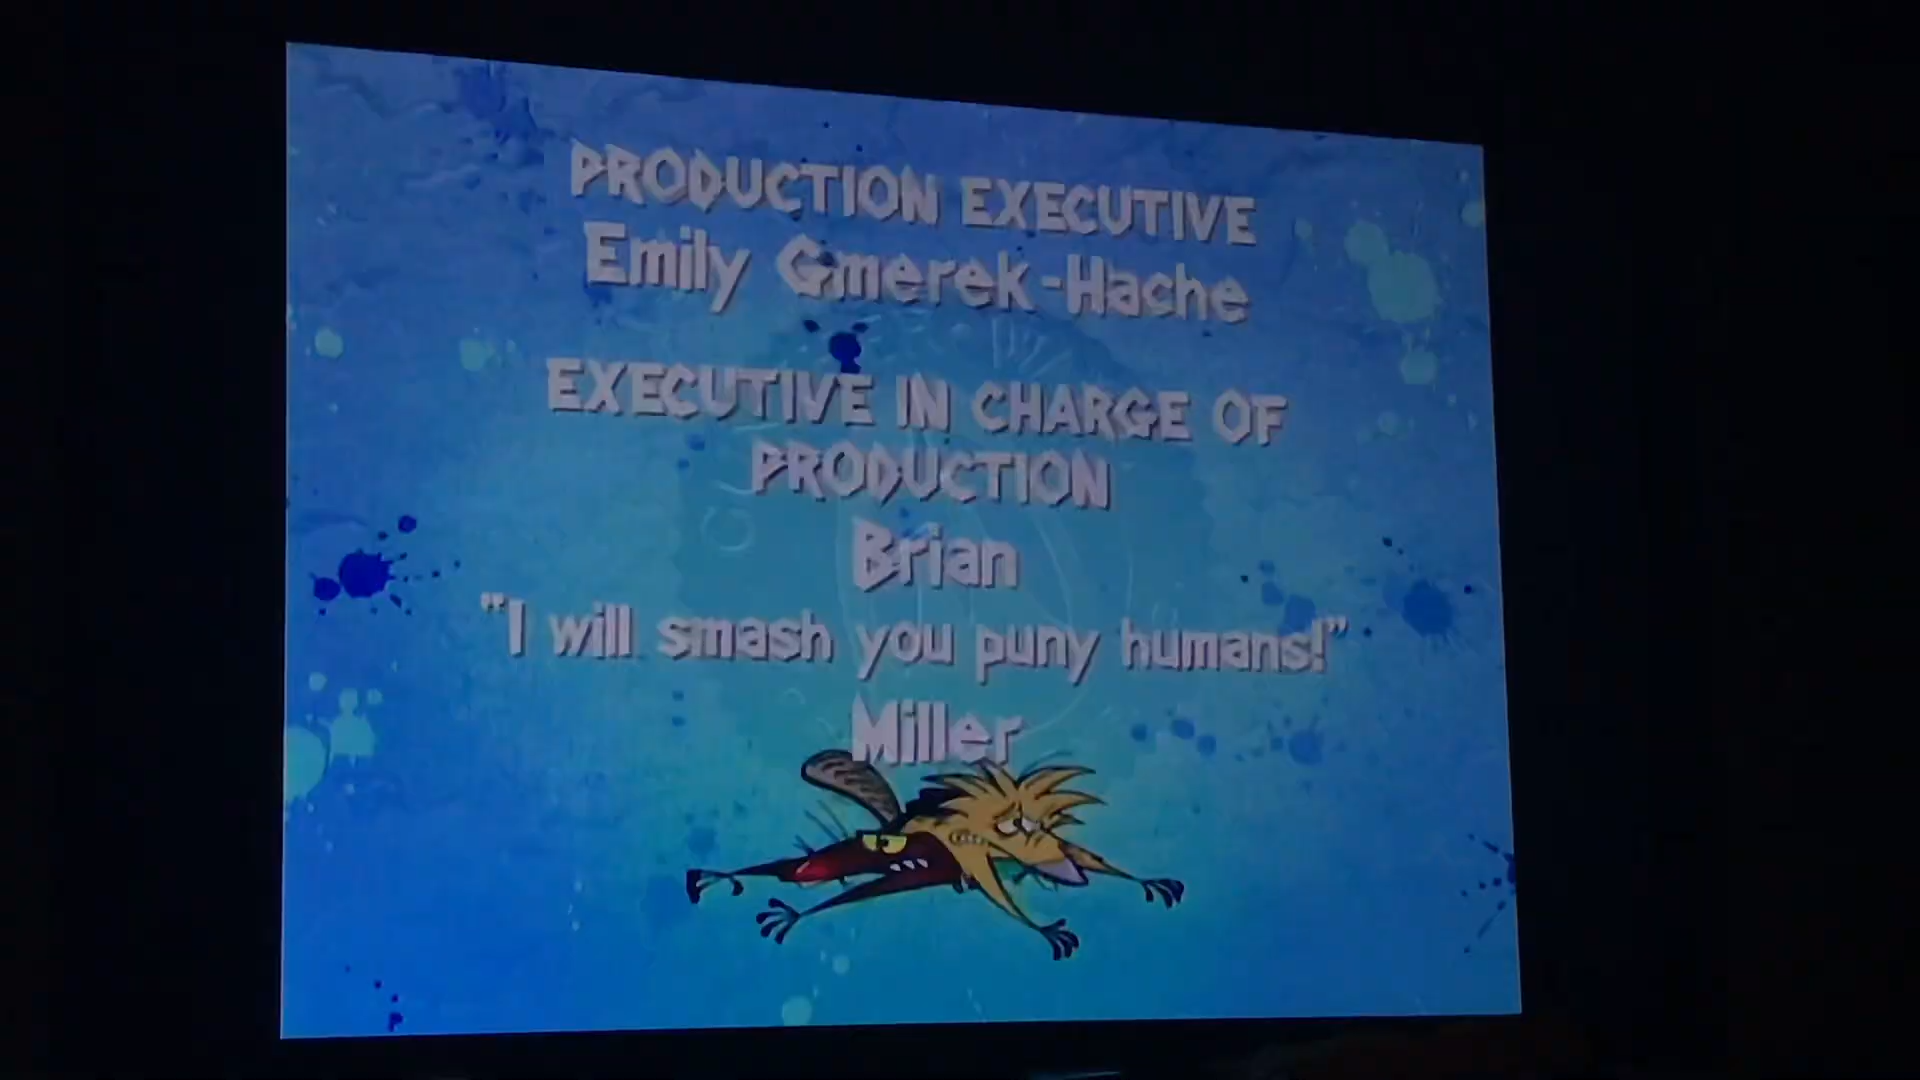 PRODUCTION EXECUTIVE
Emily Gmerek-Hache
EXECUTIVE IN CHARGE OF
PRODUCTION
Brian
"I will smash you puny humans!"
Miller